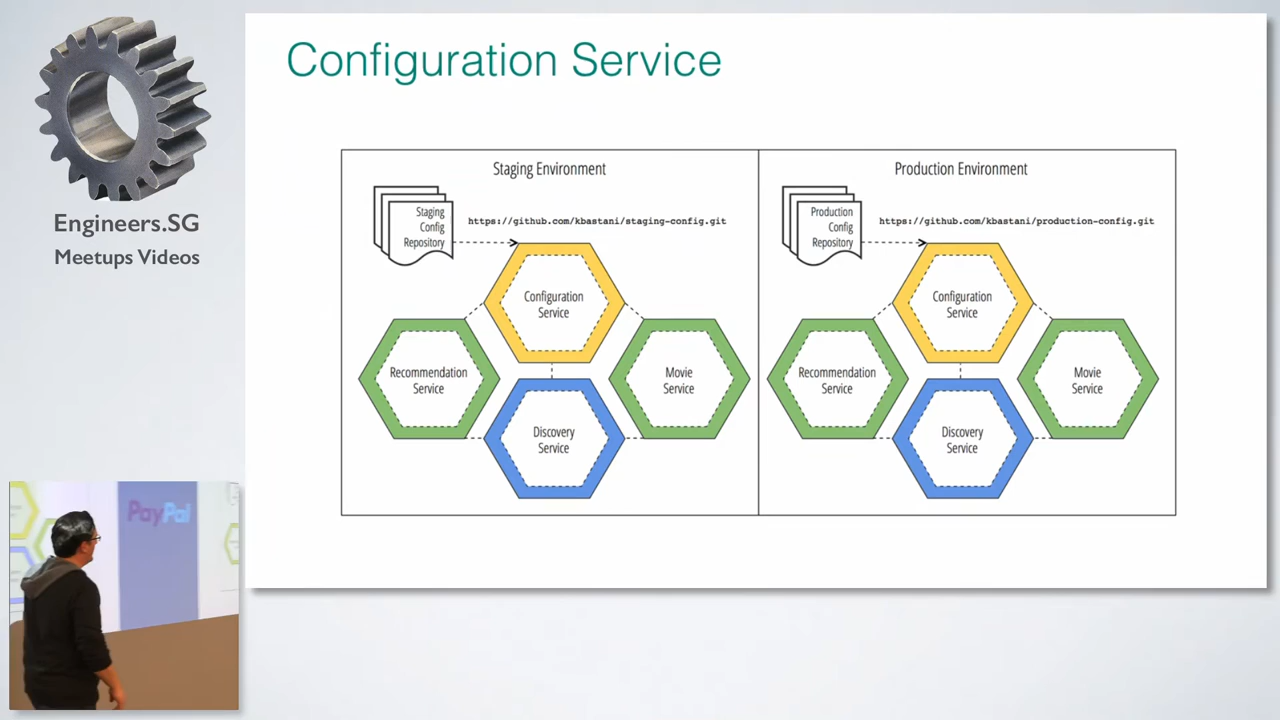 Configuration Service
Engineers.SG
Meetups Videos
PayPal
Staging Environment
Staging
Config
Repository
https://github.com/kbastani/staging-config.git
Configuration
Service
Recommendation
Service
Movie
Service
Discovery
Service
Production Environment
Production
Config
Repository
https://github.com/kbastani/production-config.git
Configuration
Service
Recommendation
Service
Movie
Service
Discovery
Service